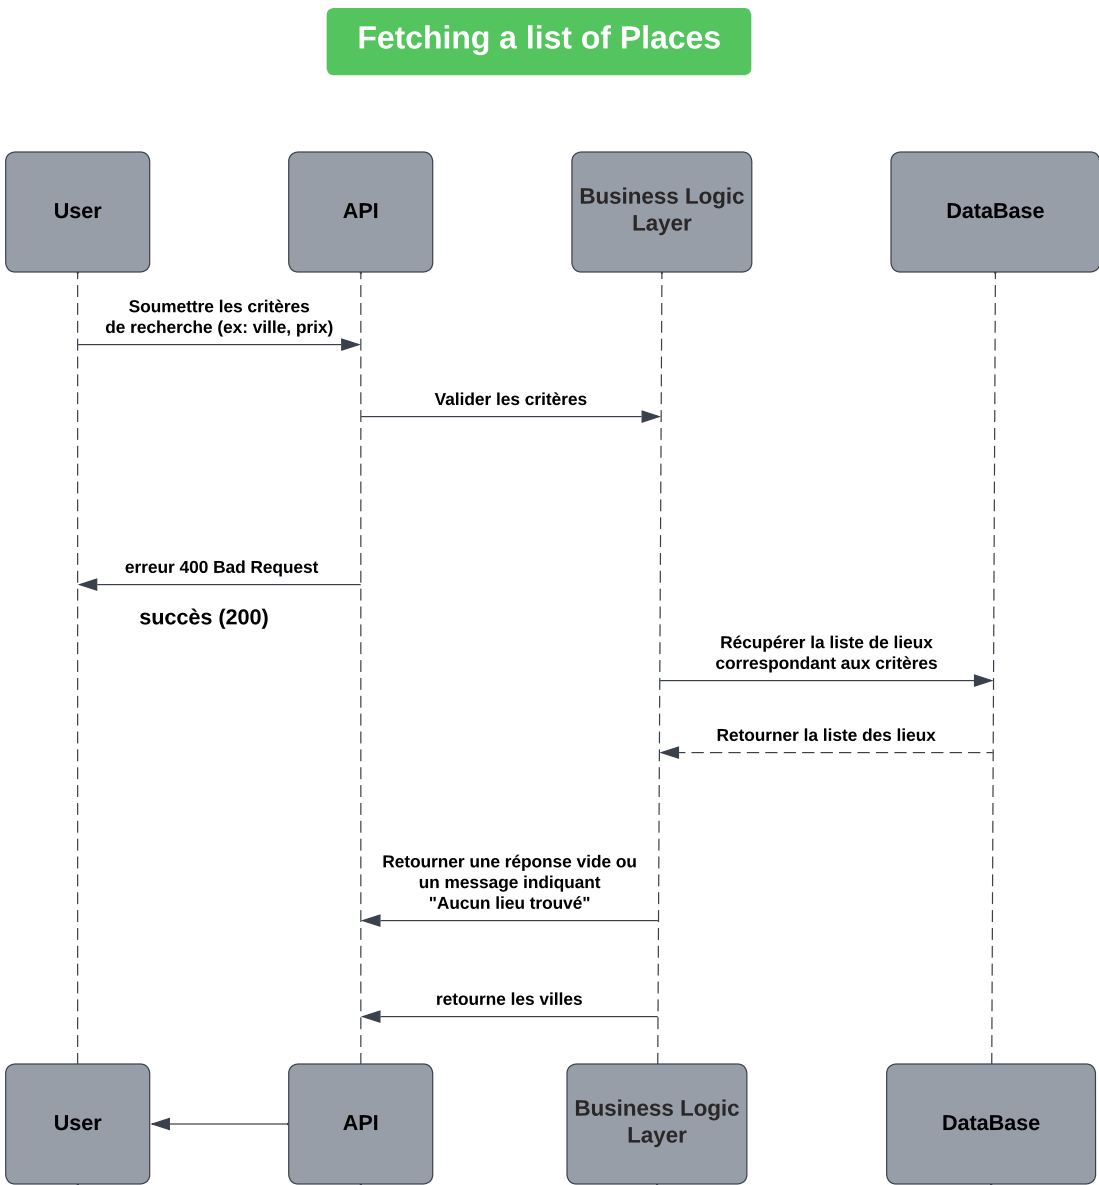 Fetching a list of Places
User
API
Business Logic
Layer
DataBase
Soumettre les critères
de recherche (ex: ville, prix)
Valider les critères
erreur 400 Bad Request
succès (200)
Récupérer la liste de lieux
correspondant aux critères
Retourner la liste des lieux
Retourner une réponse vide ou
un message indiquant
"Aucun lieu trouvé"
retourne les villes
User
API
Business Logic
Layer
DataBase